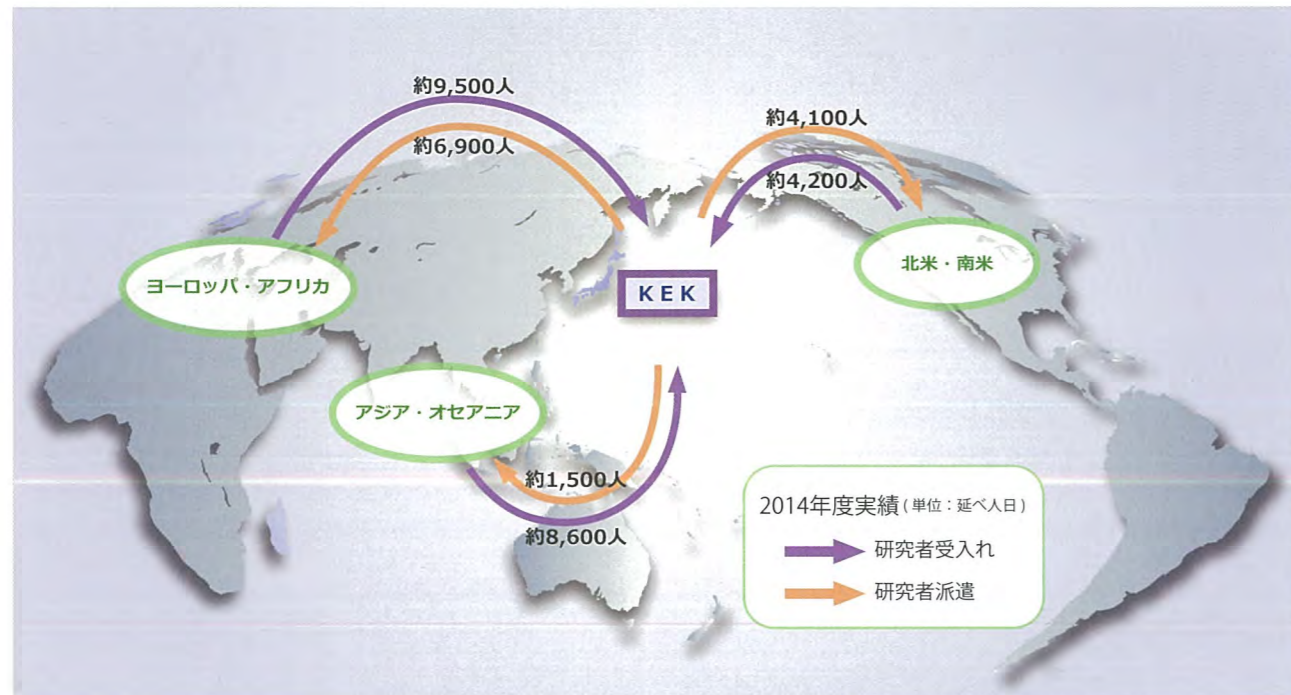 約9,500人
約6,900人
約4,100人
約4,200人
ヨーロッパ・アフリカ
北米・南米
KEK
アジア・オセアニア
約1,500人
約8,600人
2014年度実績(単位:延べ人日)
研究者受入れ
研究者派遣